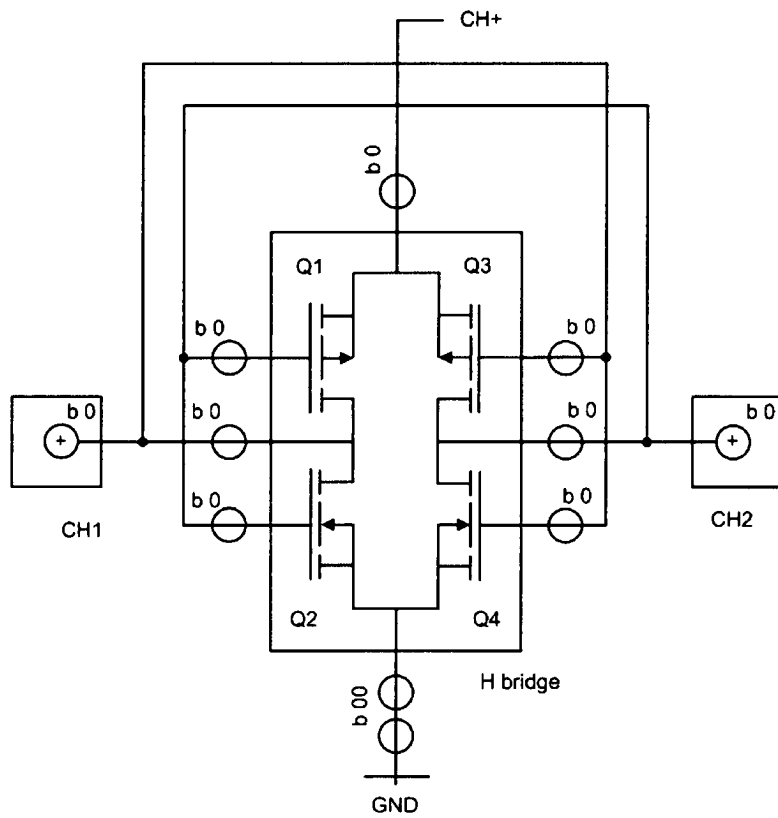 CH+
b 0
Q1 Q3
b 0 b 0
b 0 b 0 b 0 b 0
+ +
b 0 b 0
CH1 CH2
Q2 Q4
H bridge
b 00
GND